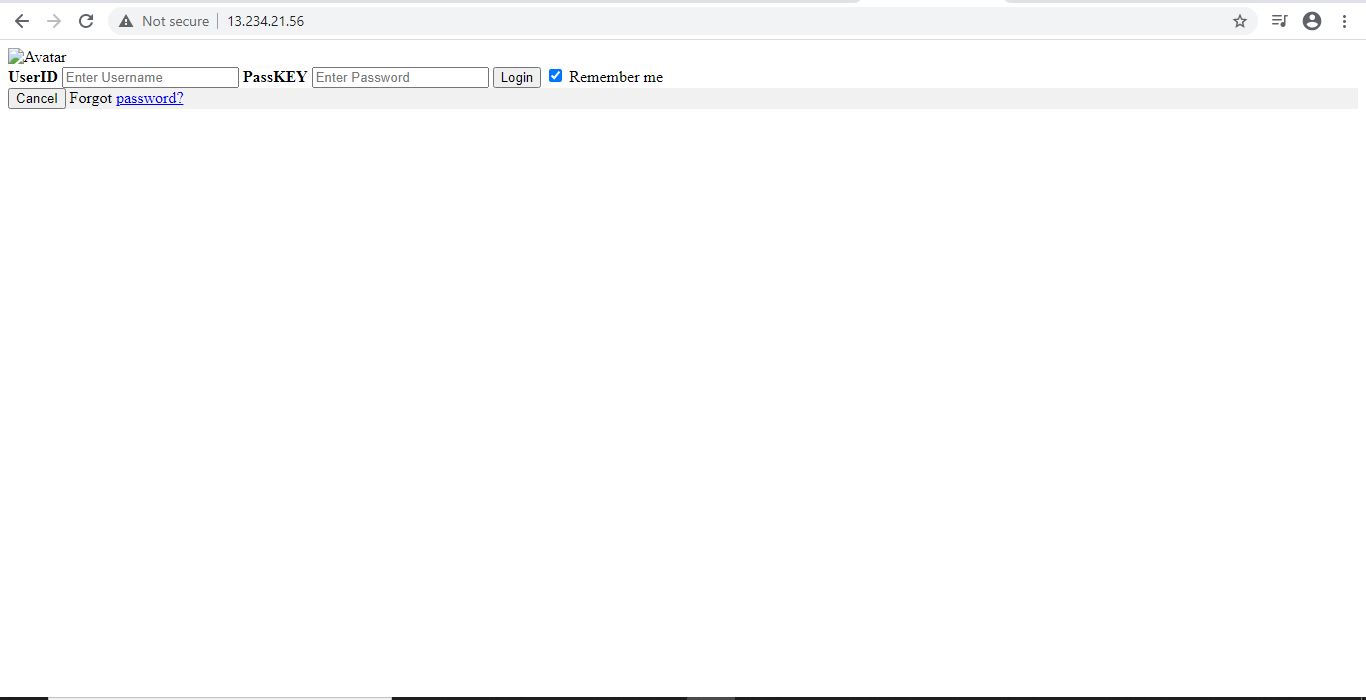 Not secure 13.234.21.56
Avatar
UserID Enter Username PassKEY Enter Password Login Remember me
Cancel Forgot password?